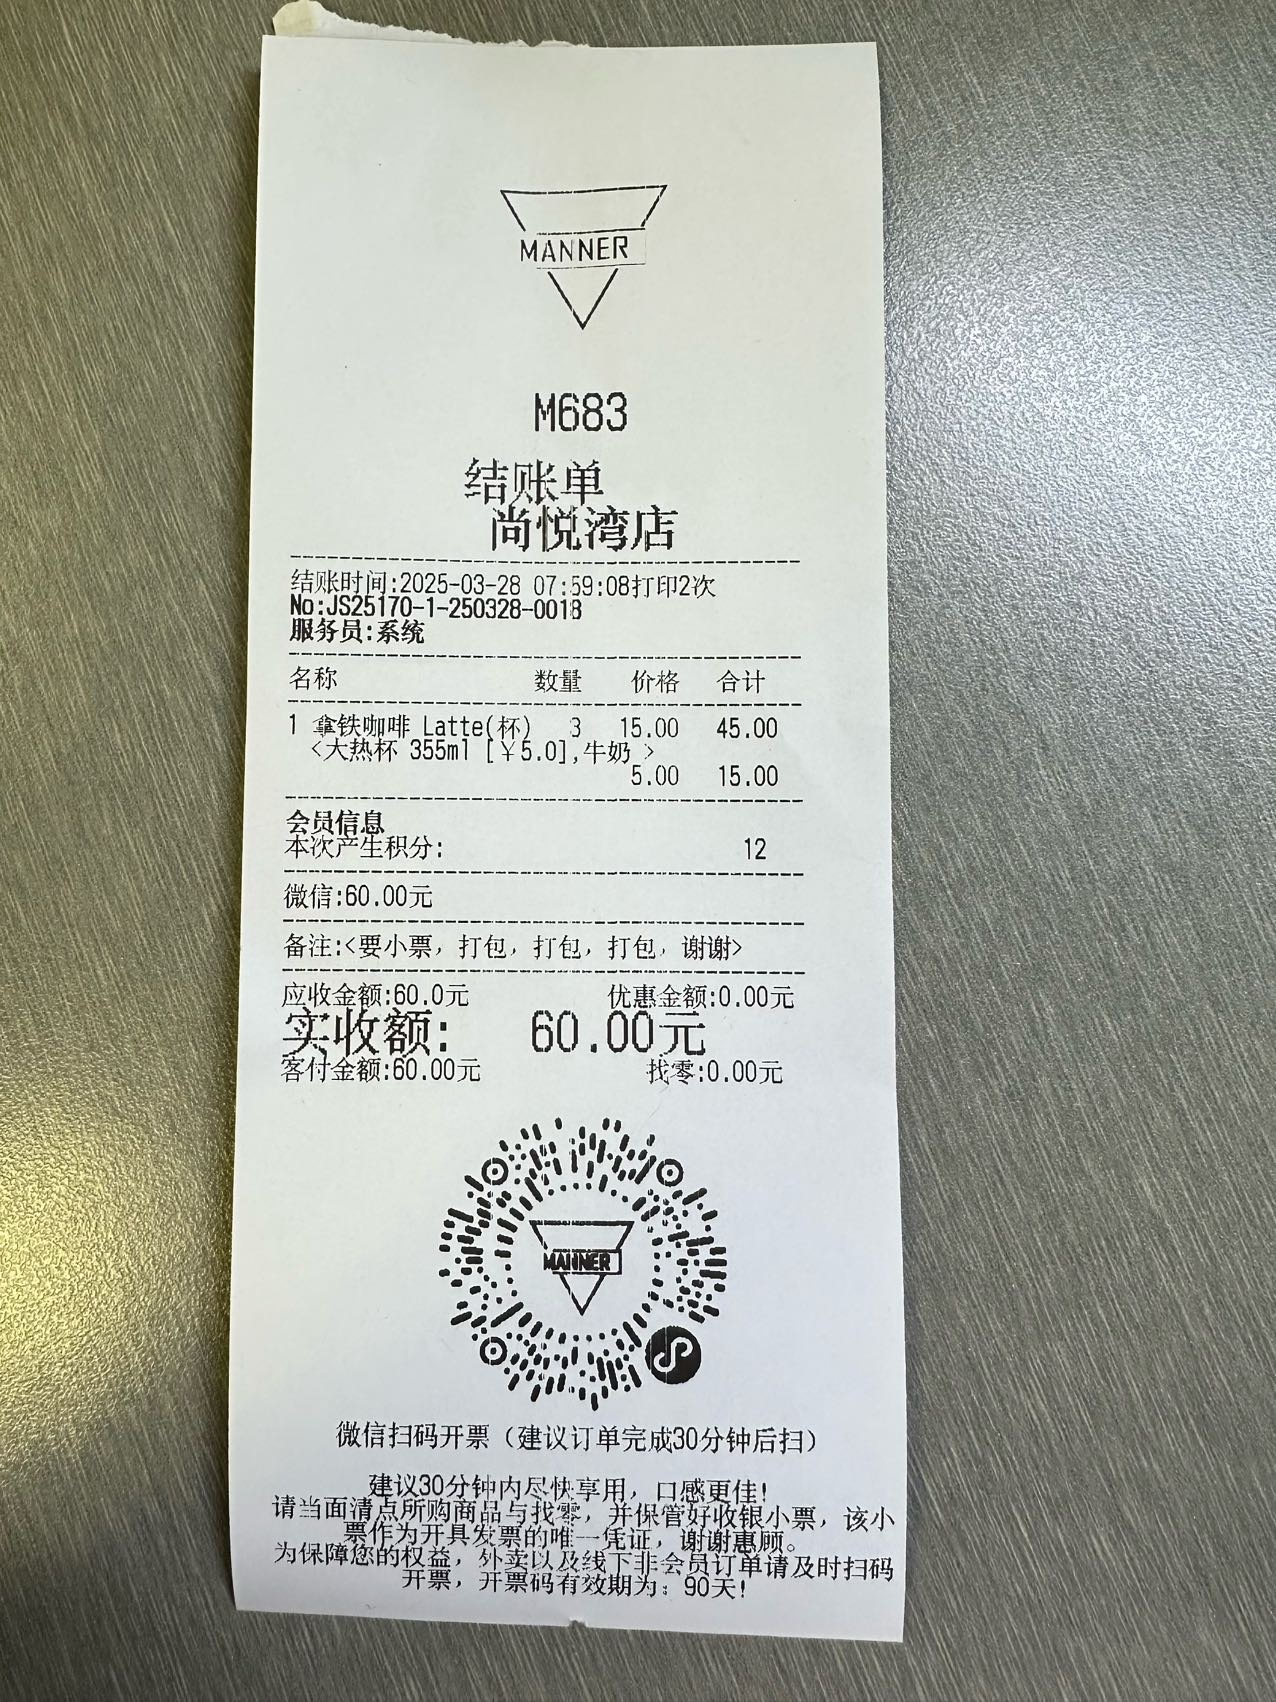 MANNER
M683
结账单
尚悦湾店
结账时间:2025-03-28 07:59:08打印2次
No:JS25170-1-250328-0018
服务员:系统
名称 数量 价格 合计
1 拿铁咖啡 Latte(杯) 3 15.00 45.00
<大热杯 355ml [￥5.0],牛奶 >
5.00 15.00
会员信息
本次产生积分: 12
微信:60.00元
备注:<要小票, 打包, 打包, 打包, 谢谢>
应收金额:60.0元 优惠金额:0.00元
实收额: 60.00元
客付金额:60.00元 找零:0.00元
MANNER
微信扫码开票（建议订单完成30分钟后扫）
建议30分钟内尽快享用，口感更佳!
请当面清点所购商品与找零，并保管好收银小票，该小
票作为开具发票的唯一凭证，谢谢惠顾。
为保障您的权益，外卖以及线下非会员订单请及时扫码
开票，开票码有效期为: 90天!